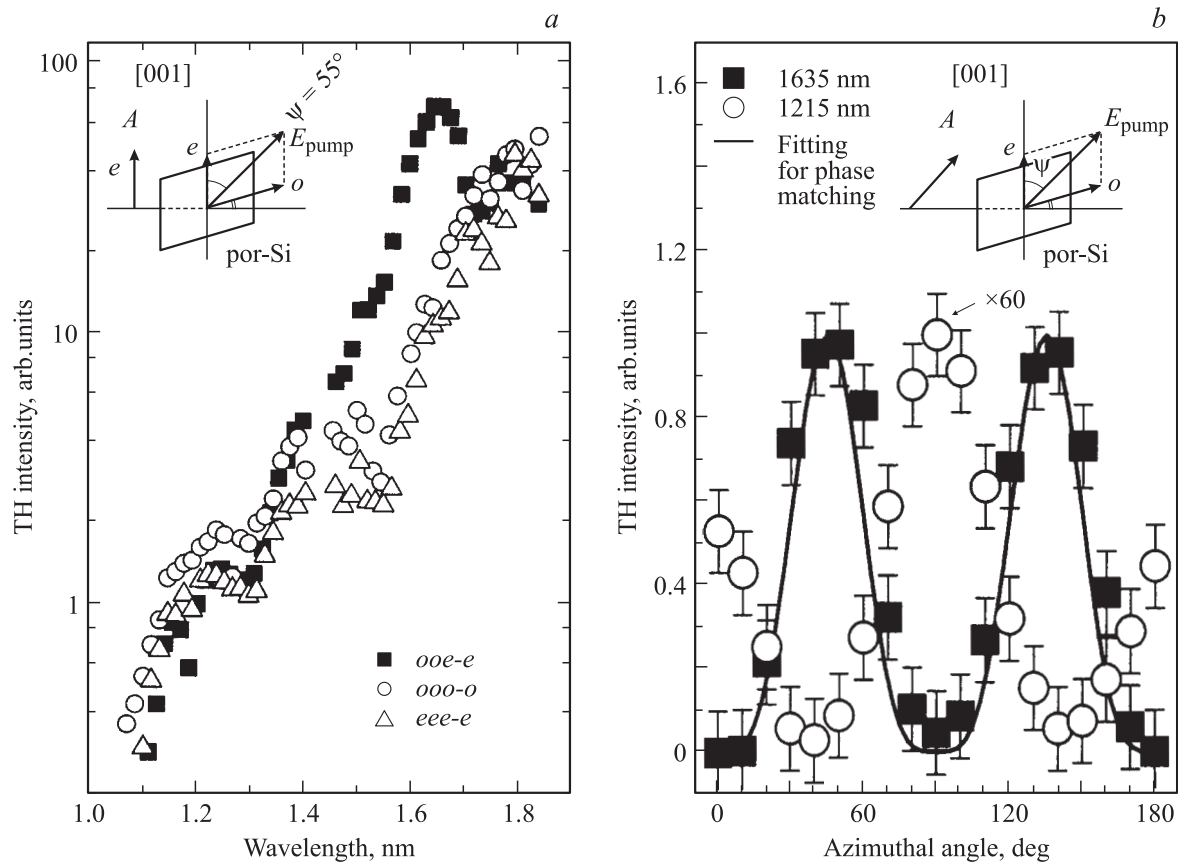 a
100
10
1
1.0
1.2
1.4
1.6
1.8
TH intensity, arb.units
Wavelength, nm
[001]
A
e
e
ψ = 55°
E pump
o
por-Si
ooe-e
ooo-o
eee-e
b
1.6
1.2
0.8
0.4
0
0
60
120
180
TH intensity, arb.units
Azimuthal angle, deg
1635 nm
1215 nm
Fitting
for phase
matching
[001]
A
e
ψ
E pump
o
por-Si
×60